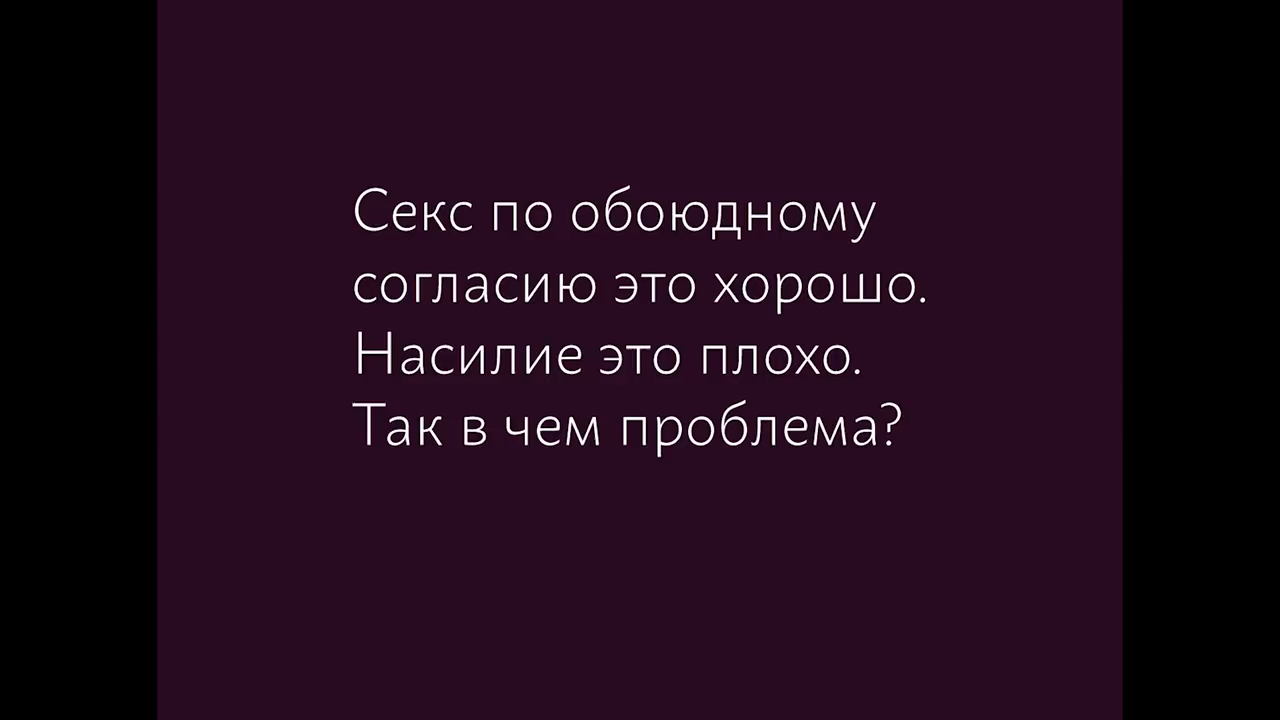 Секс по обоюдному
согласию это хорошо.
Насилие это плохо.
Так в чем проблема?